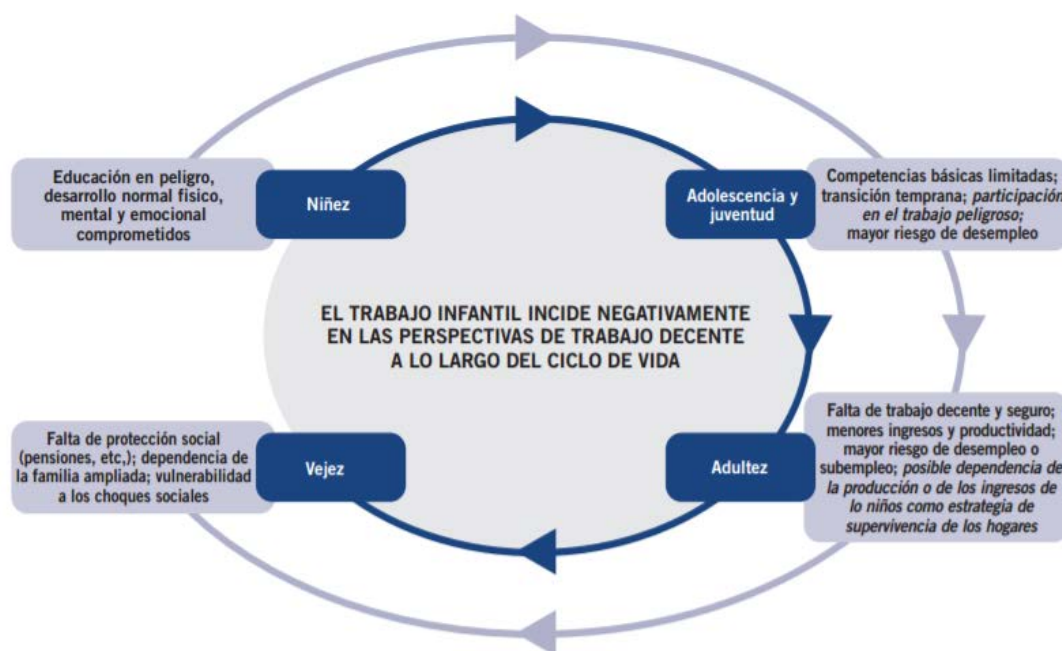 Educación en peligro,
desarrollo normal físico,
mental y emocional
comprometidos
Niñez
Adolescencia y
juventud
Competencias básicas limitadas;
transición temprana; participación
en el trabajo peligroso;
mayor riesgo de desempleo
EL TRABAJO INFANTIL INCIDE NEGATIVAMENTE
EN LAS PERSPECTIVAS DE TRABAJO DECENTE
A LO LARGO DEL CICLO DE VIDA
Falta de protección social
(pensiones, etc,); dependencia de
la familia ampliada; vulnerabilidad
a los choques sociales
Vejez
Adultez
Falta de trabajo decente y seguro;
menores ingresos y productividad;
mayor riesgo de desempleo o
subempleo; posible dependencia de
la producción o de los ingresos de
lo niños como estrategia de
supervivencia de los hogares